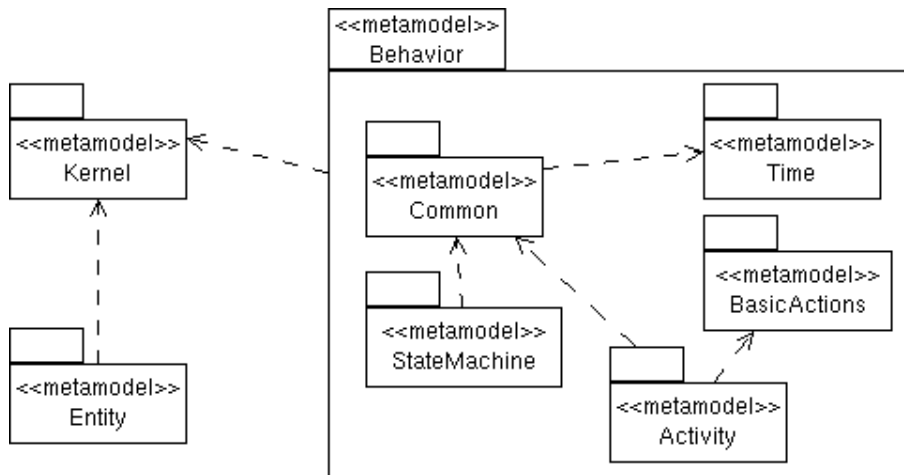 <<metamodel>>
Behavior
<<metamodel>>
Kernel
<<metamodel>>
Common
<<metamodel>>
Time
<<metamodel>>
BasicActions
<<metamodel>>
StateMachine
<<metamodel>>
Entity
<<metamodel>>
Activity